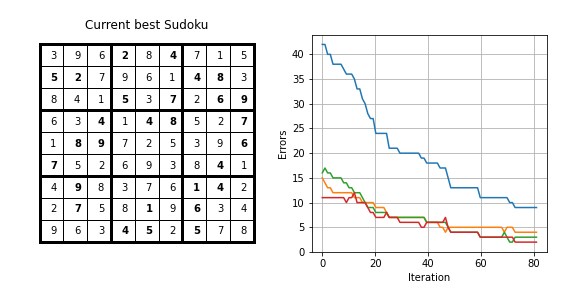 Current best Sudoku
3 9 6 2 8 4 7 1 5
5 2 7 9 6 1 4 8 3
8 4 1 5 3 7 2 6 9
6 3 4 1 4 8 5 2 7
1 8 9 7 2 5 3 9 6
7 5 2 6 9 3 8 4 1
4 9 8 3 7 6 1 4 2
2 7 5 8 1 9 6 3 4
9 6 3 4 5 2 5 7 8
Errors
40
35
30
25
20
15
10
5
0
0 20 40 60 80
Iteration